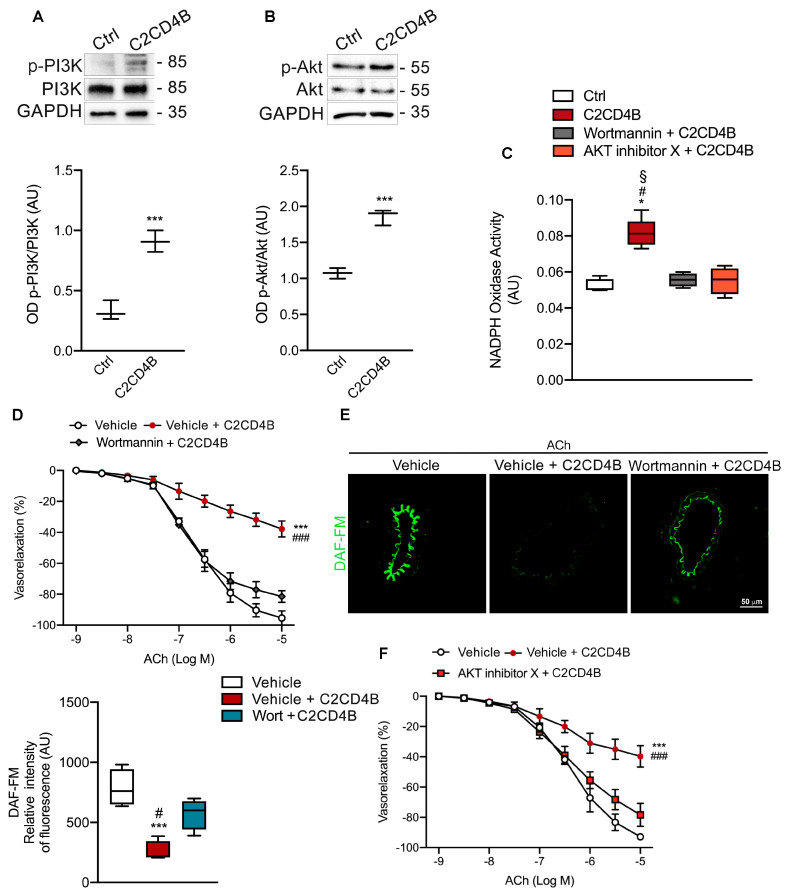 A
Ctrl
C2CD4B
p-PI3K
- 85
PI3K
- 85
GAPDH
- 35
OD p-PI3K/PI3K (AU)
1.5
1.0
0.5
0.0
***
Ctrl
C2CD4B
B
Ctrl
C2CD4B
p-Akt
- 55
Akt
- 55
GAPDH
- 35
OD p-Akt/Akt (AU)
2.5
2.0
1.5
1.0
0.5
0.0
***
Ctrl
C2CD4B
Ctrl
C2CD4B
Wortmannin + C2CD4B
AKT inhibitor X + C2CD4B
C
NADPH Oxidase Activity
(AU)
0.10
0.08
0.06
0.04
0.02
0.00
§
#
*
D
Vehicle
Vehicle + C2CD4B
Wortmannin + C2CD4B
Vasorelaxation (%)
0
-20
-40
-60
-80
-100
***
###
-9
-8
-7
-6
-5
ACh (Log M)
E
ACh
Vehicle
Vehicle + C2CD4B
Wortmannin + C2CD4B
DAF-FM
50 µm
Vehicle
Vehicle + C2CD4B
Wort + C2CD4B
DAF-FM
Relative intensity
of fluorescence (AU)
1500
1000
500
0
#
***
F
Vehicle
Vehicle + C2CD4B
AKT inhibitor X + C2CD4B
Vasorelaxation (%)
0
-20
-40
-60
-80
-100
***
###
-9
-8
-7
-6
-5
ACh (Log M)